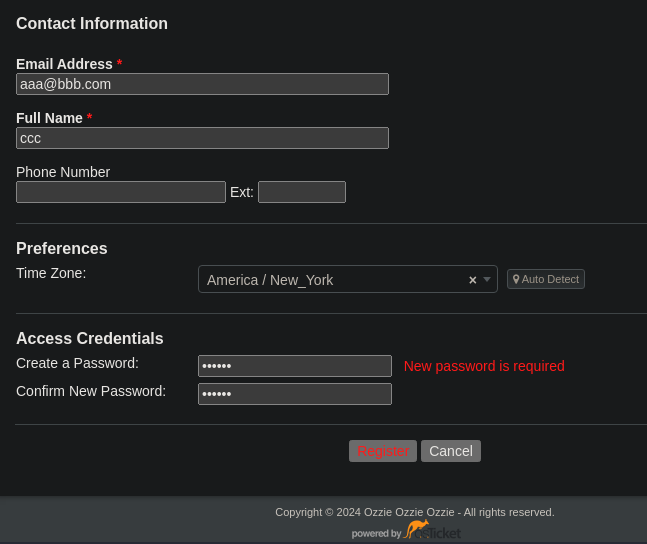 Contact Information
Email Address *
aaa@bbb.com
Full Name *
ccc
Phone Number
Ext:
Preferences
Time Zone:
America / New_York × Auto Detect
Access Credentials
Create a Password: •••••• New password is required
Confirm New Password: ••••••
Register Cancel
Copyright © 2024 Ozzie Ozzie Ozzie - All rights reserved.
powered by osTicket